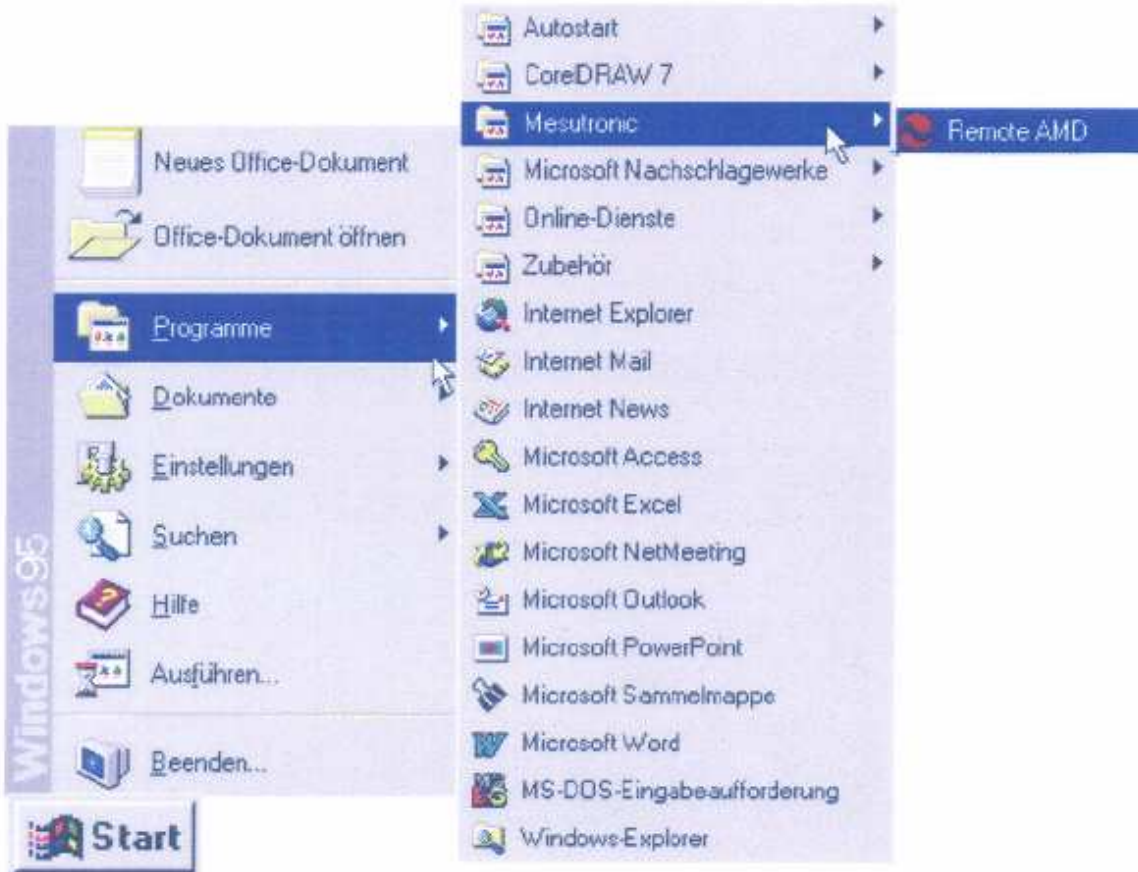 Neues Office-Dokument
Office-Dokument öffnen
Programme
Dokumente
Einstellungen
Suchen
Hilfe
Ausführen...
Beenden...
Windows95
Start
Autostart
CorelDRAW 7
Mesutronic
Microsoft Nachschlagewerke
Online-Dienste
Zubehör
Internet Explorer
Internet Mail
Internet News
Microsoft Access
Microsoft Excel
Microsoft NetMeeting
Microsoft Outlook
Microsoft PowerPoint
Microsoft Sammelmappe
Microsoft Word
MS-DOS-Eingabeaufforderung
Windows-Explorer
Remote AMD